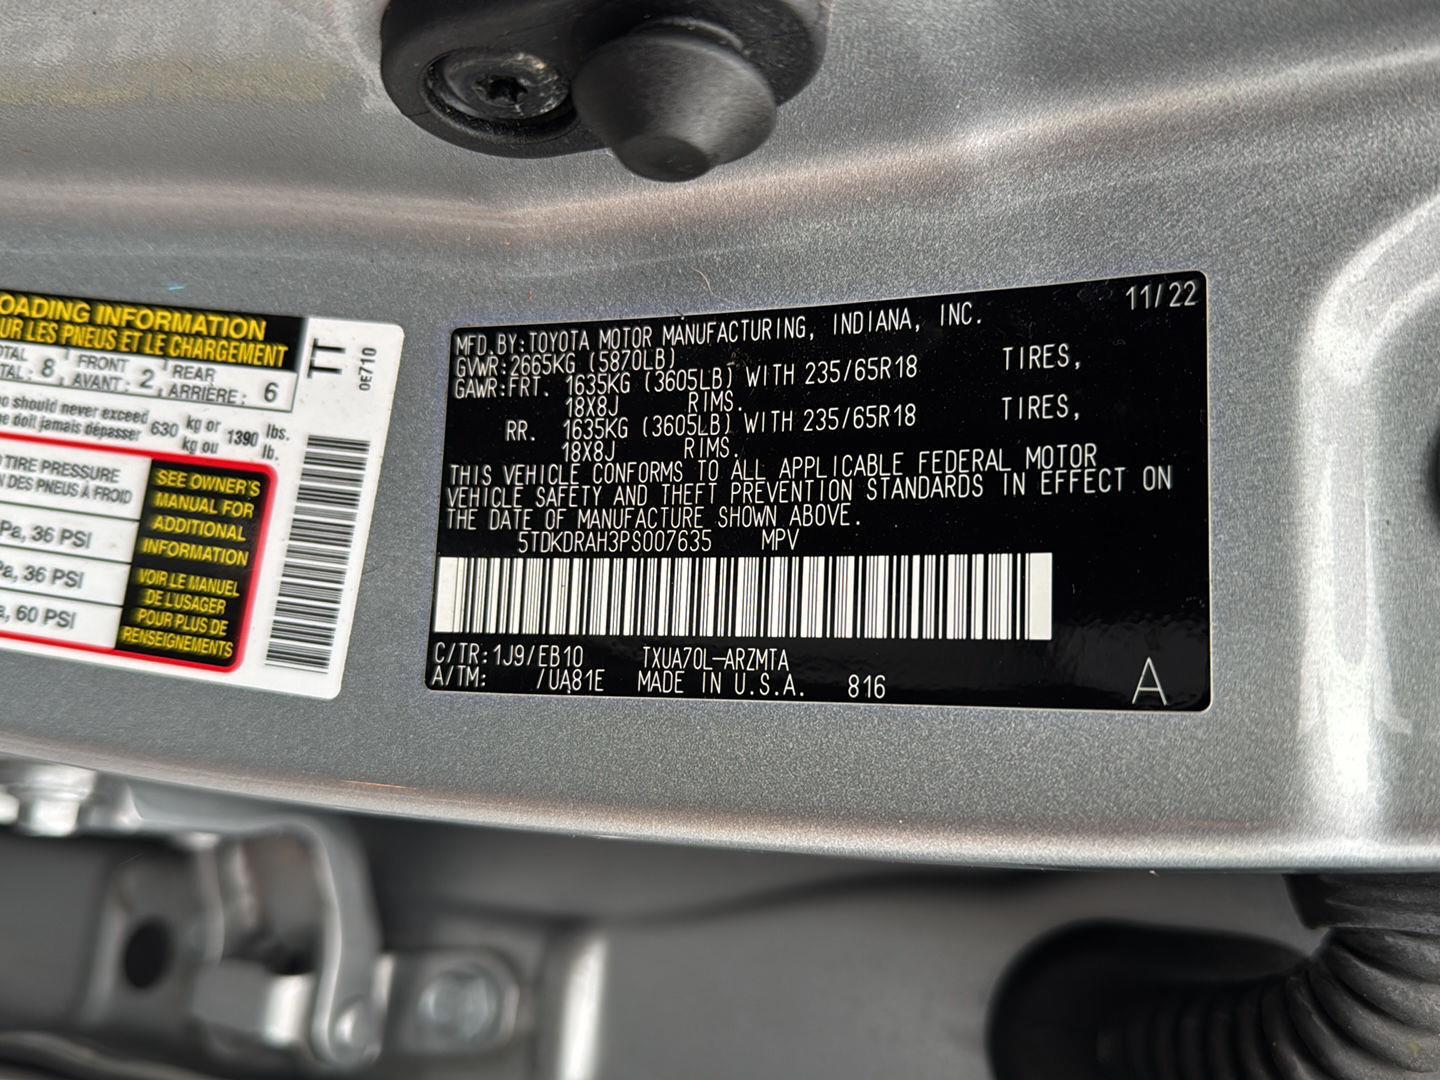 OADING INFORMATION
UR LES PNEUS ET LE CHARGEMENT
OTAL
TAL: 8
FRONT
AVANT: 2
REAR
ARRIÈRE: 6
should never exceed 630 kg or 1390 lbs.
ne doit jamais dépasser kg ou lb.
TIRE PRESSURE
DES PNEUS À FROID
Pa, 36 PSI
Pa, 36 PSI
a, 60 PSI
SEE OWNER'S
MANUAL FOR
ADDITIONAL
INFORMATION
VOIR LE MANUEL
DE L'USAGER
POUR PLUS DE
RENSEIGNEMENTS
TT
0E710
11/22
MFD.BY:TOYOTA MOTOR MANUFACTURING, INDIANA, INC.
GVWR:2665KG (5870LB)
GAWR:FRT. 1635KG (3605LB) WITH 235/65R18 TIRES,
18X8J RIMS.
RR. 1635KG (3605LB) WITH 235/65R18 TIRES,
18X8J RIMS.
THIS VEHICLE CONFORMS TO ALL APPLICABLE FEDERAL MOTOR
VEHICLE SAFETY AND THEFT PREVENTION STANDARDS IN EFFECT ON
THE DATE OF MANUFACTURE SHOWN ABOVE.
5TDKDRAH3PS007635 MPV
C/TR:1J9/EB10 TXUA70L-ARZMTA
A/TM: /UA81E MADE IN U.S.A. 816
A